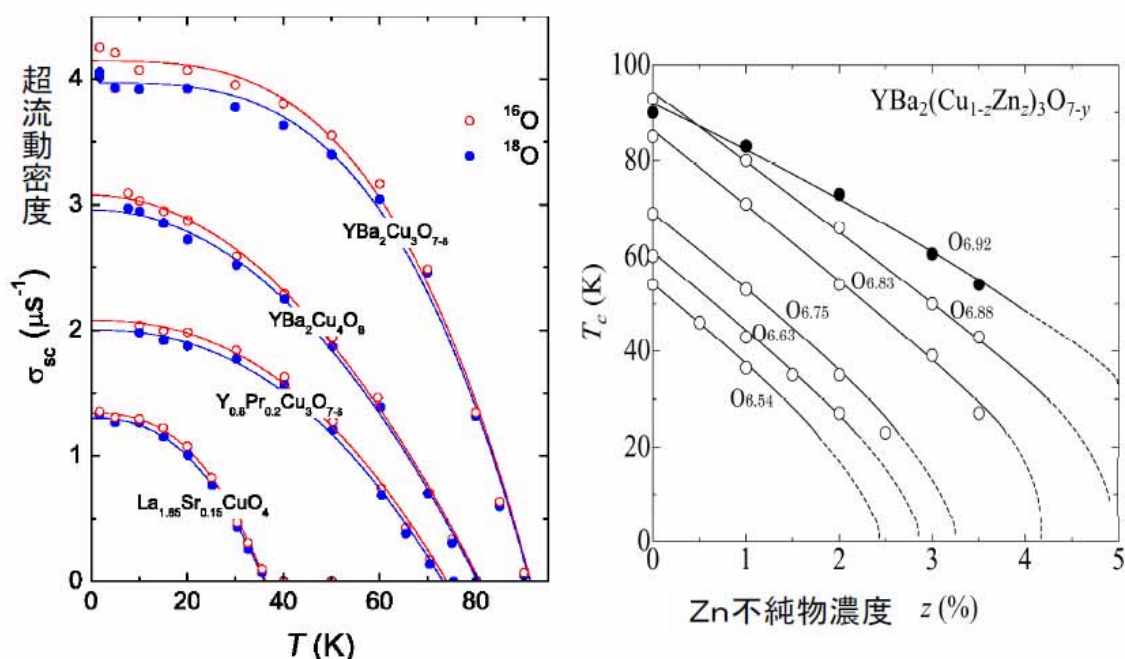 超流動密度
σsc (μs⁻¹)
4
3
2
1
0
¹⁶O
¹⁸O
YBa₂Cu₃O₇₋δ
YBa₂Cu₄O₈
Y₀.₈Pr₀.₂Cu₃O₇₋δ
La₁.₈₅Sr₀.₁₅CuO₄
0 20 40 60 80
T (K)
100
80
60
40
20
0
Tc (K)
YBa₂(Cu₁₋zZnz)₃O₇₋y
O6.92
O6.83
O6.88
O6.75
O6.63
O6.54
0 1 2 3 4 5
Zn不純物濃度 z (%)